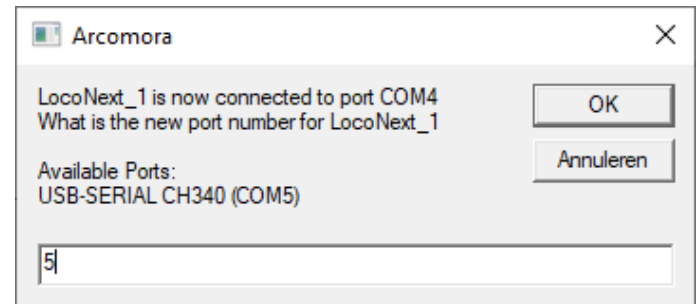 Arcomora
LocoNext_1 is now connected to port COM4
What is the new port number for LocoNext_1
OK
Annuleren
Available Ports:
USB-SERIAL CH340 (COM5)
5